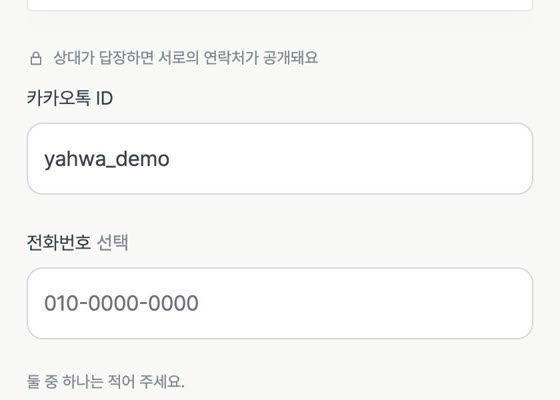 상대가 답장하면 서로의 연락처가 공개돼요
카카오톡 ID
yahwa_demo
전화번호 선택
010-0000-0000
둘 중 하나는 적어 주세요.